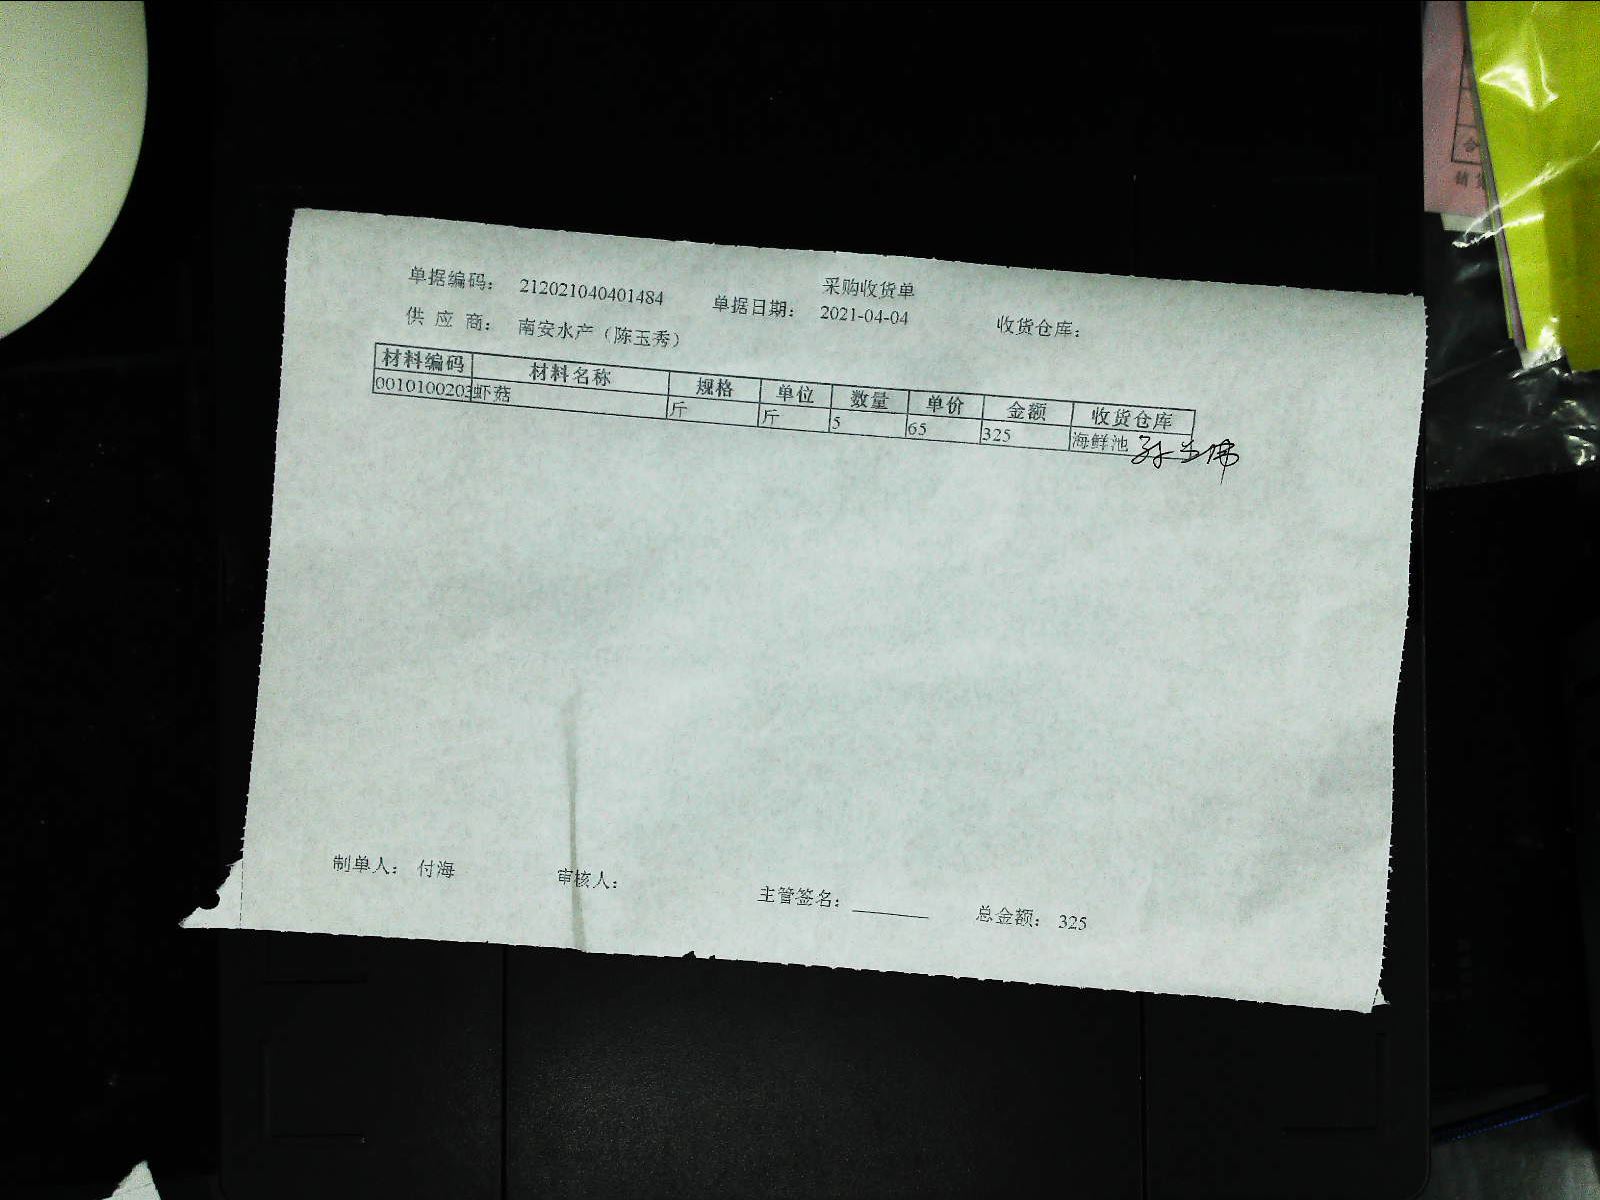 采购收货单
单据编码： 212021040401484 单据日期： 2021-04-04 收货仓库：
供 应 商： 南安水产（陈玉秀）
材料编码 材料名称 规格 单位 数量 单价 金额 收货仓库
0010100203 虾菇 斤 斤 5 65 325 海鲜池
制单人： 付海 审核人： 主管签名： 总金额： 325